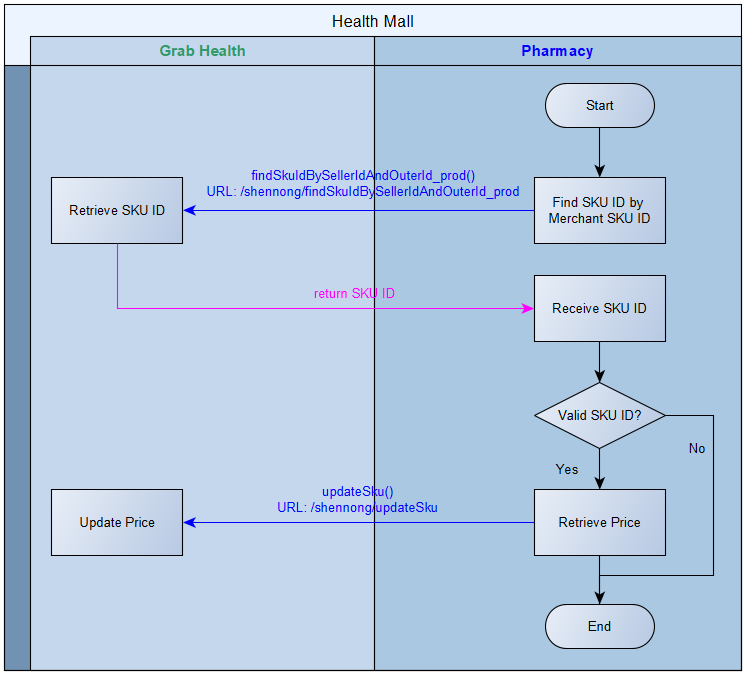 Health Mall
Grab Health
Pharmacy
Start
findSkuIdBySellerIdAndOuterId_prod()
URL: /shennong/findSkuIdBySellerIdAndOuterId_prod
Retrieve SKU ID
Find SKU ID by
Merchant SKU ID
return SKU ID
Receive SKU ID
Valid SKU ID?
No
Yes
updateSku()
URL: /shennong/updateSku
Update Price
Retrieve Price
End